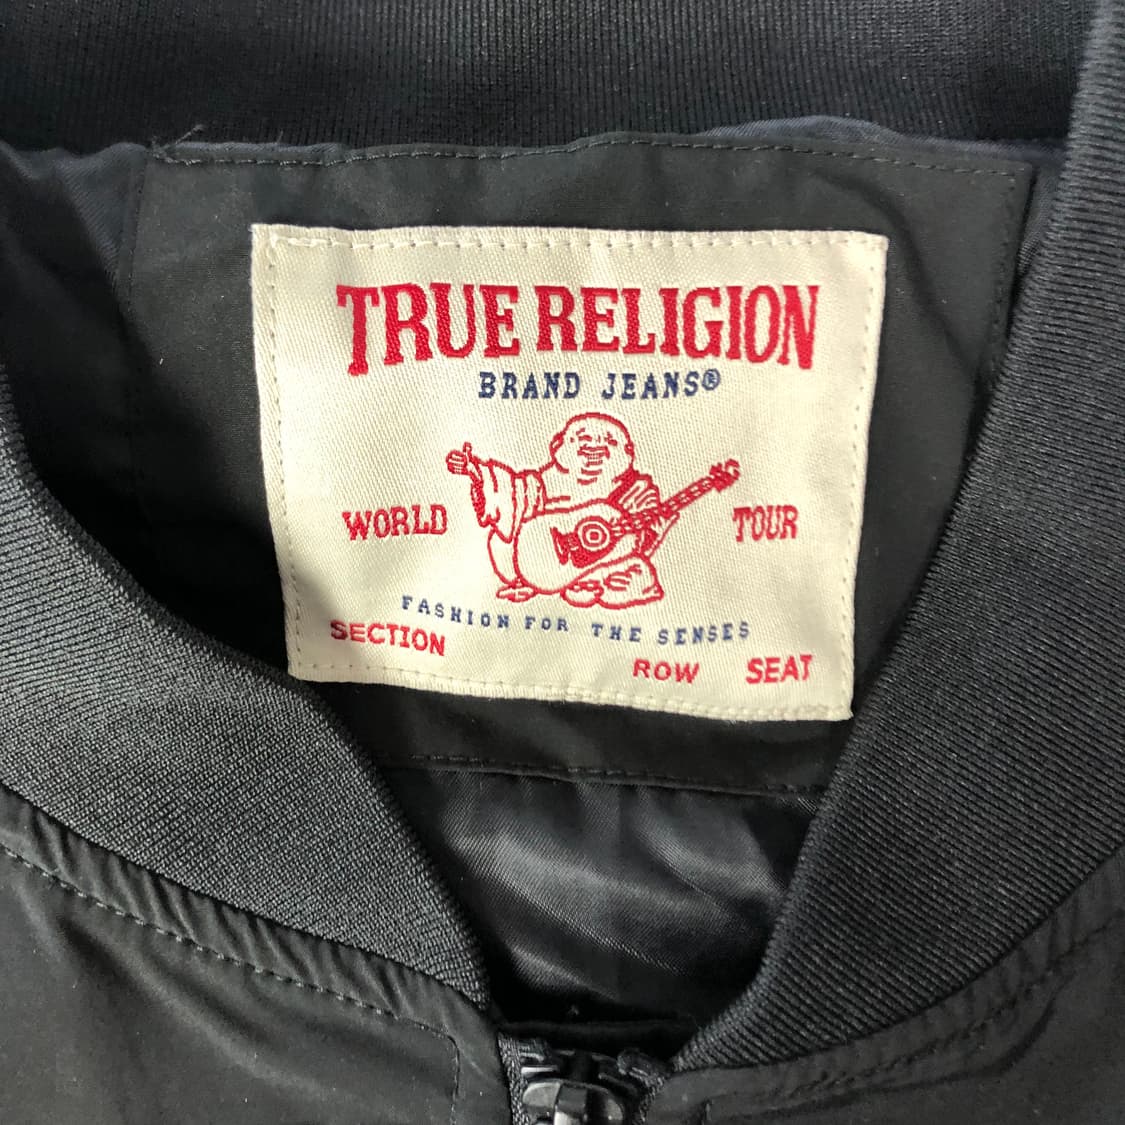 TRUE RELIGION
BRAND JEANS®
WORLD TOUR
FASHION FOR THE SENSES
SECTION ROW SEAT